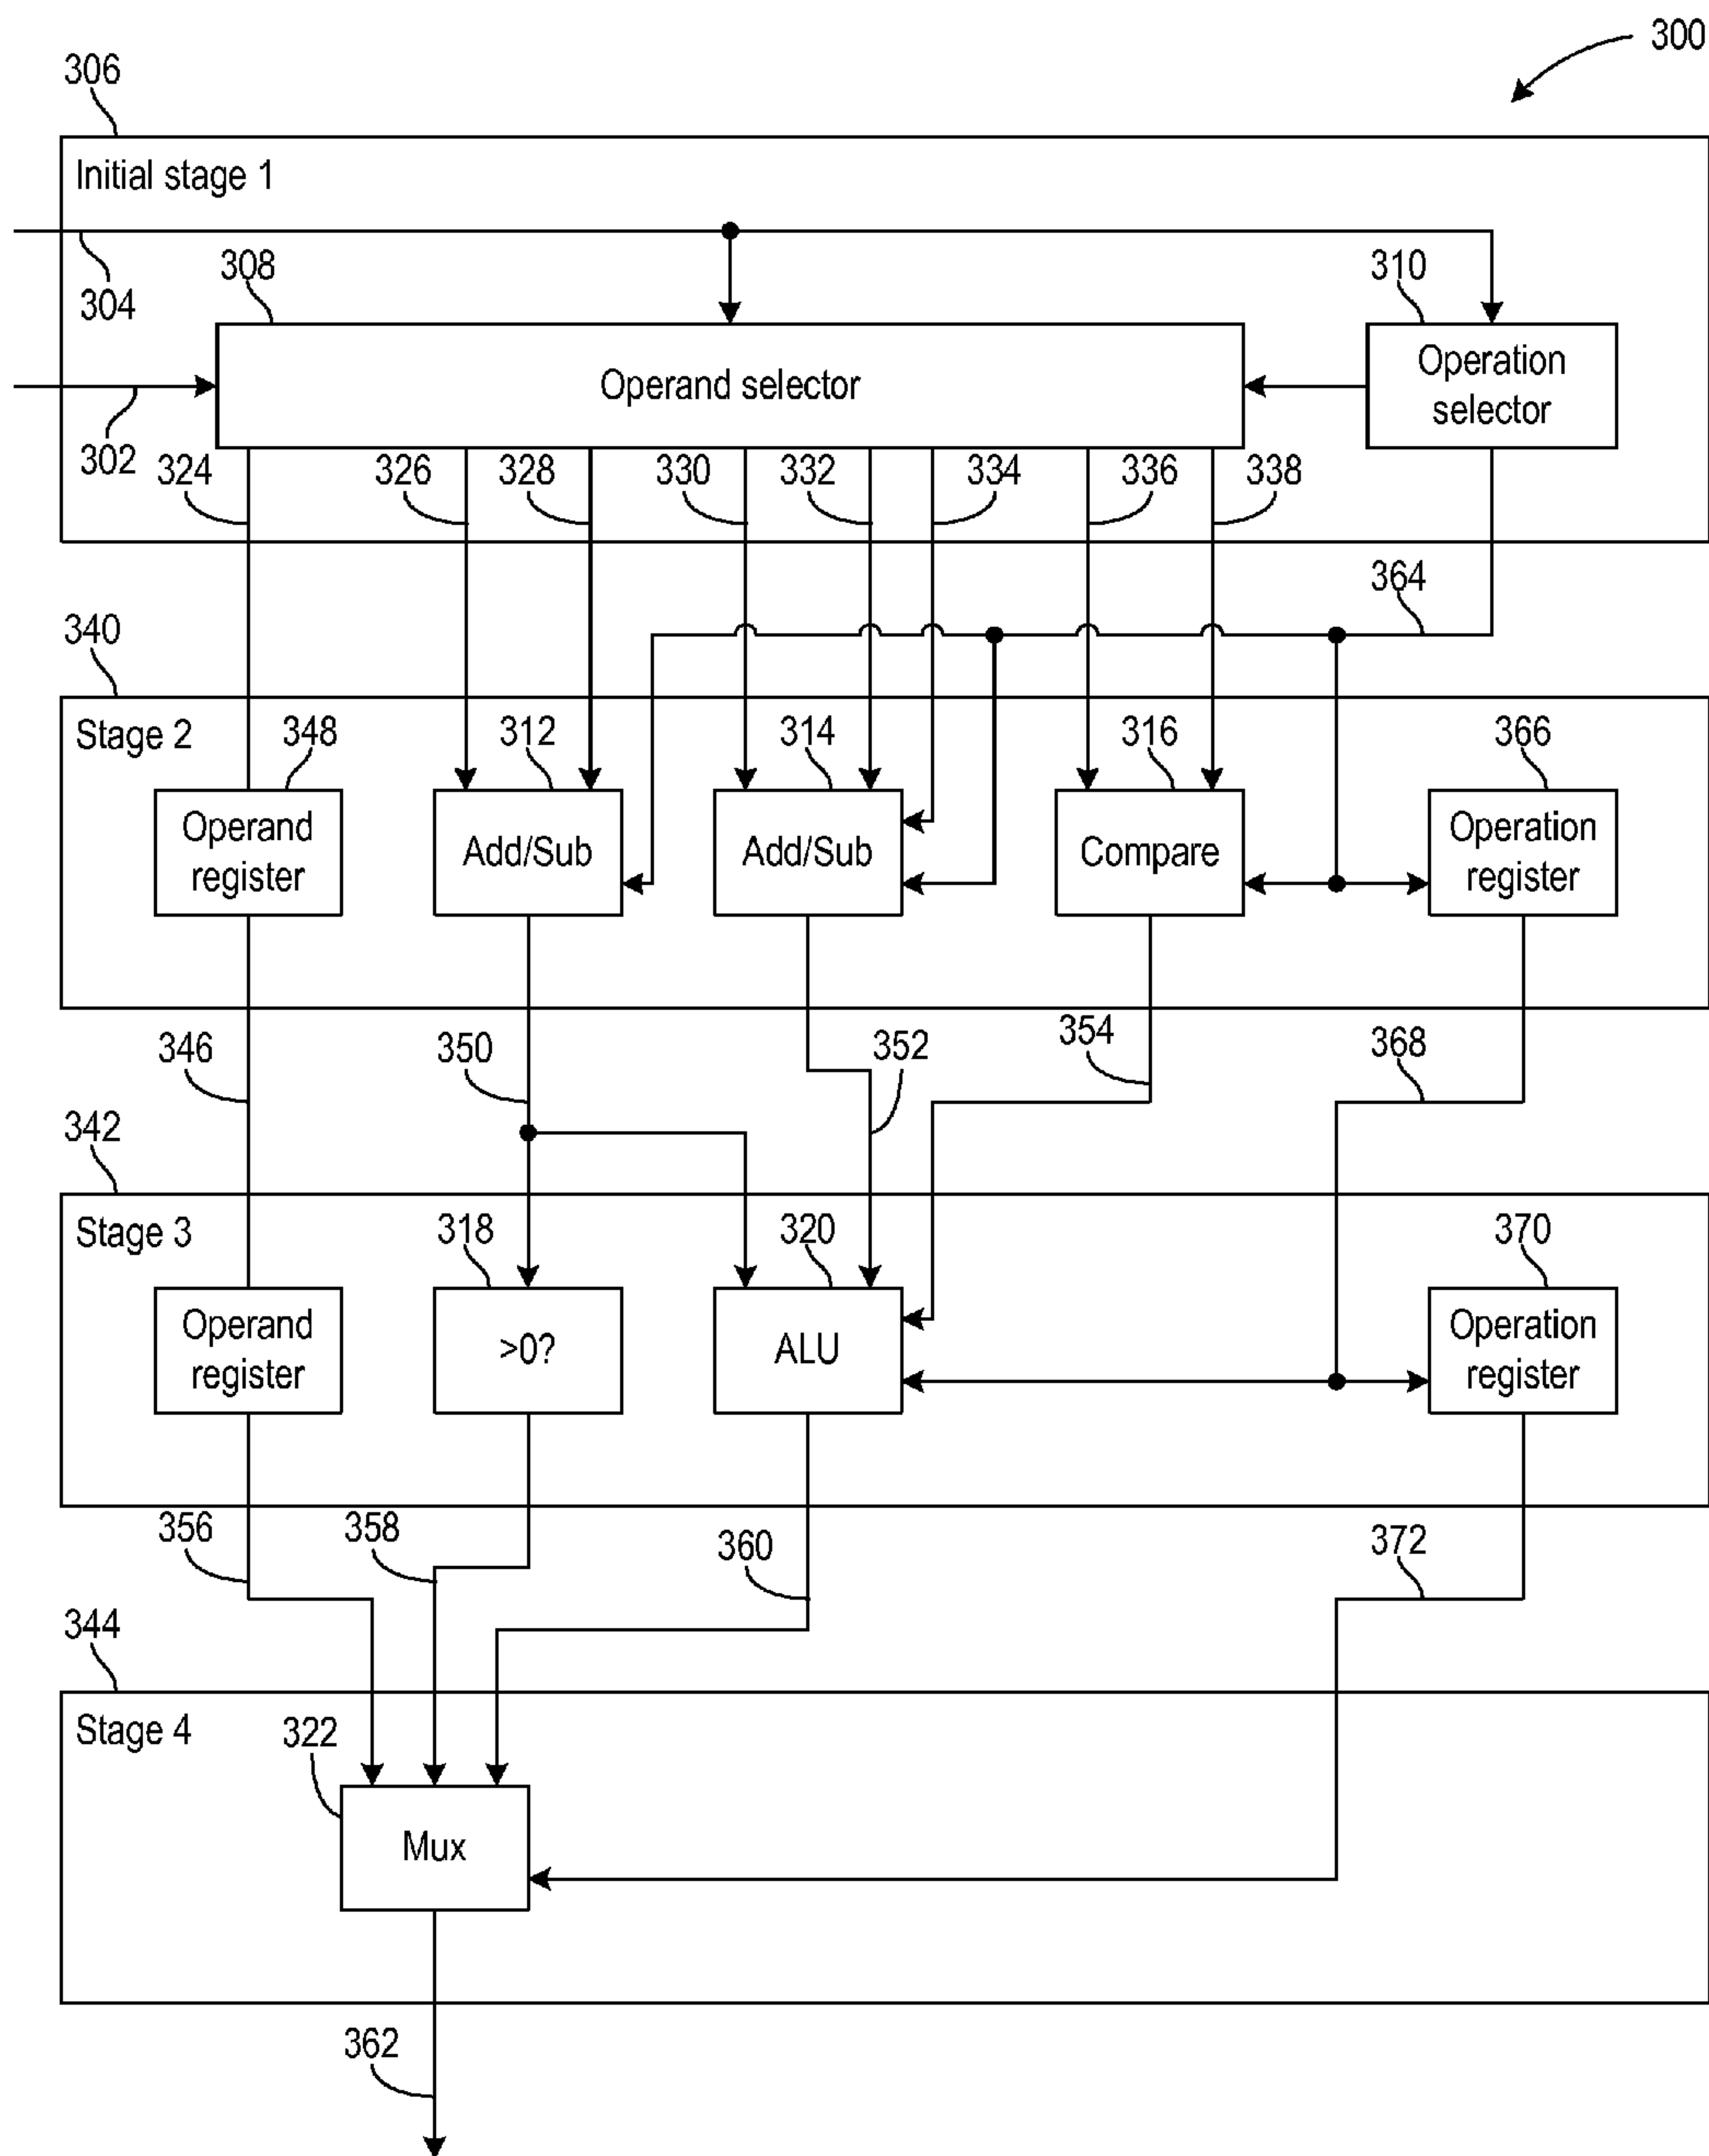 300
306
Initial stage 1
304
308
310
Operand selector
Operation
selector
302
324
326
328
330
332
334
336
338
364
340
Stage 2
348
312
314
316
366
Operand
register
Add/Sub
Add/Sub
Compare
Operation
register
346
350
352
354
368
342
Stage 3
318
320
370
Operand
register
>0?
ALU
Operation
register
356
358
360
372
344
Stage 4
322
Mux
362